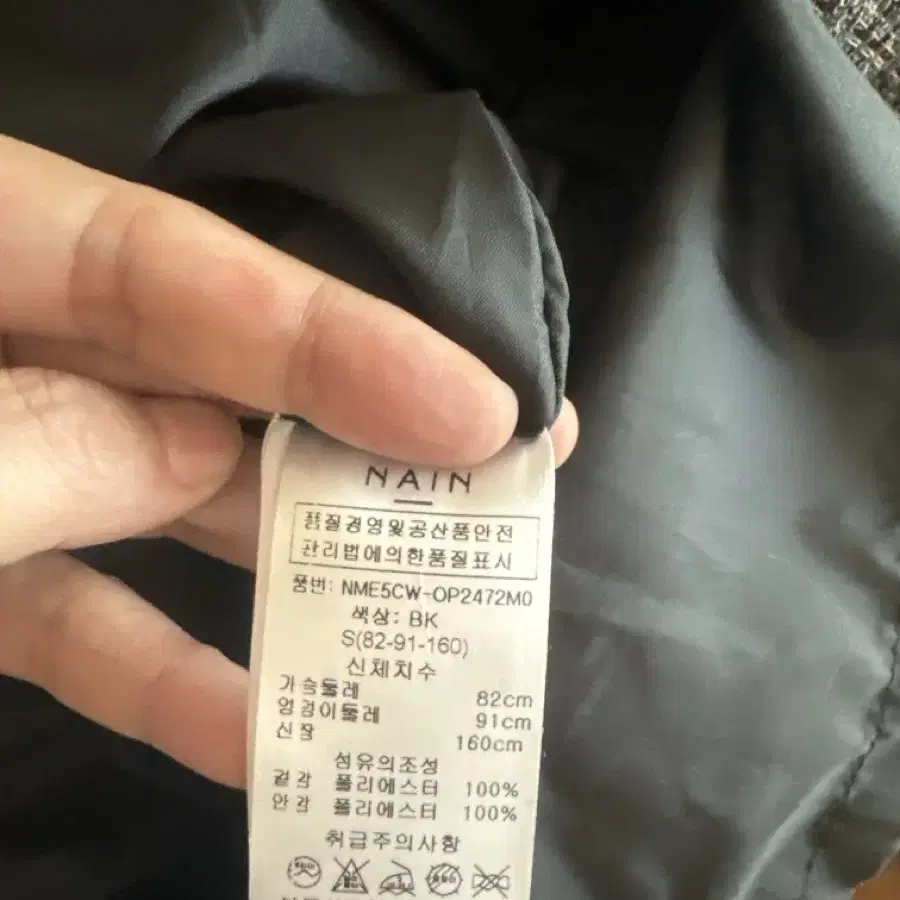 NAIN
품질경영및공산품안전
관리법에의한품질표시
품번: NME5CW-OP2472M0
색상: BK
S(82-91-160)
신체치수
가슴둘레 82cm
엉덩이둘레 91cm
신장 160cm
섬유의조성
겉감 폴리에스터 100%
안감 폴리에스터 100%
취급주의사항